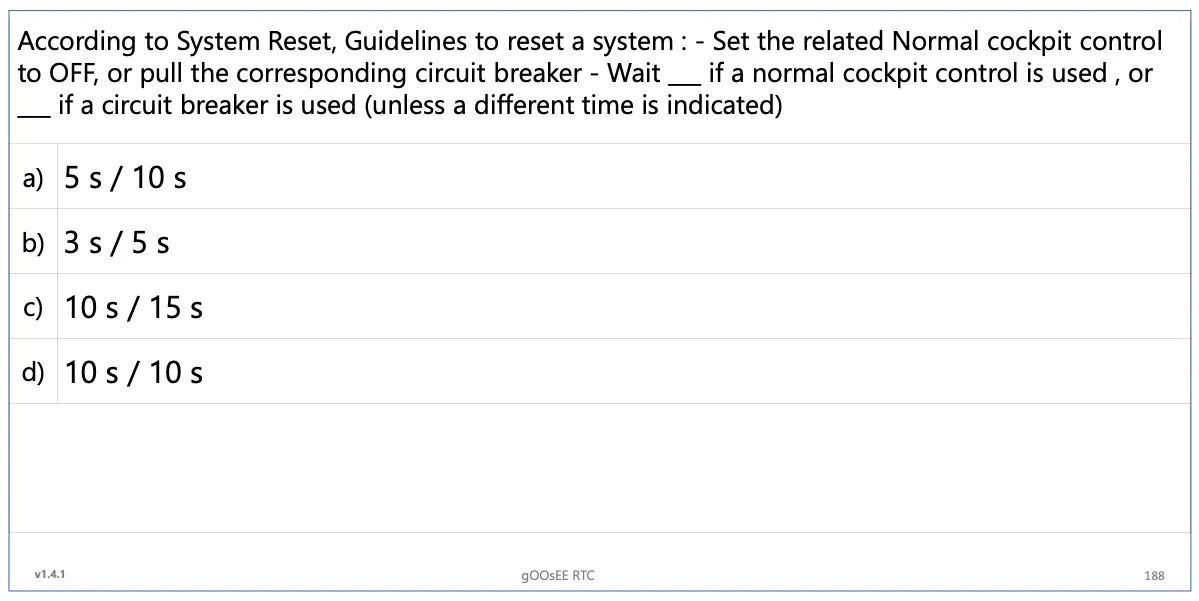 According to System Reset, Guidelines to reset a system : - Set the related Normal cockpit control
to OFF, or pull the corresponding circuit breaker - Wait ___ if a normal cockpit control is used , or
___ if a circuit breaker is used (unless a different time is indicated)
a) 5 s / 10 s
b) 3 s / 5 s
c) 10 s / 15 s
d) 10 s / 10 s
v1.4.1 gOOsEE RTC 188